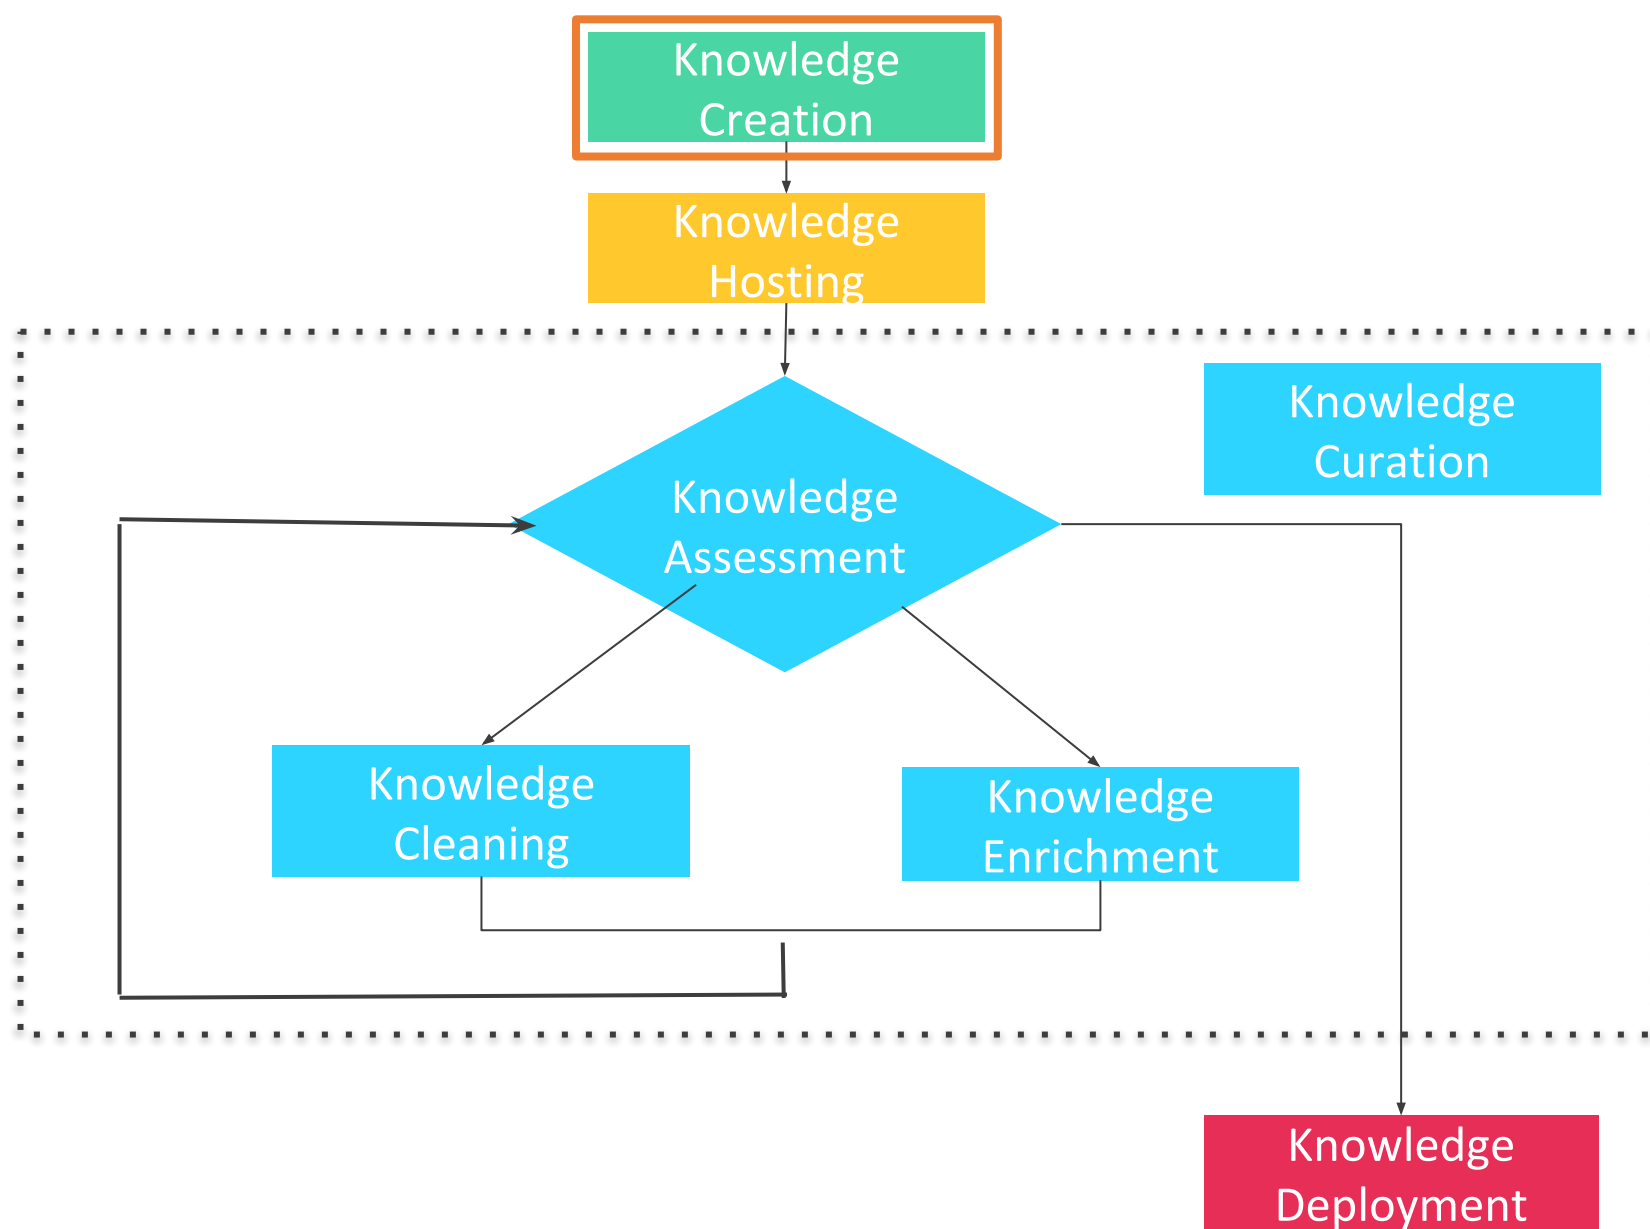 Knowledge
Creation
Knowledge
Hosting
Knowledge
Curation
Knowledge
Assessment
Knowledge
Cleaning
Knowledge
Enrichment
Knowledge
Deployment